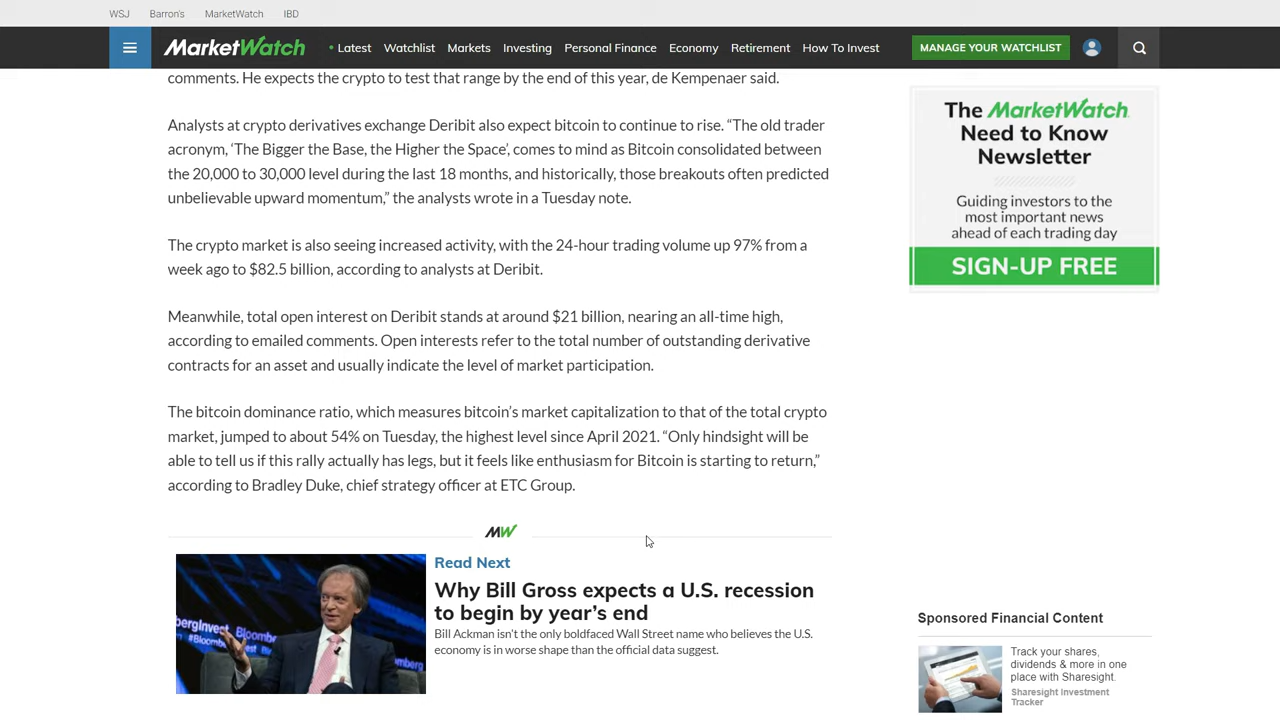 WSJ Barron's MarketWatch IBD
MarketWatch • Latest Watchlist Markets Investing Personal Finance Economy Retirement How To Invest MANAGE YOUR WATCHLIST
comments. He expects the crypto to test that range by the end of this year, de Kempenaer said.
Analysts at crypto derivatives exchange Deribit also expect bitcoin to continue to rise. “The old trader
acronym, ‘The Bigger the Base, the Higher the Space’, comes to mind as Bitcoin consolidated between
the 20,000 to 30,000 level during the last 18 months, and historically, those breakouts often predicted
unbelievable upward momentum,” the analysts wrote in a Tuesday note.
The crypto market is also seeing increased activity, with the 24-hour trading volume up 97% from a
week ago to $82.5 billion, according to analysts at Deribit.
Meanwhile, total open interest on Deribit stands at around $21 billion, nearing an all-time high,
according to emailed comments. Open interests refer to the total number of outstanding derivative
contracts for an asset and usually indicate the level of market participation.
The bitcoin dominance ratio, which measures bitcoin’s market capitalization to that of the total crypto
market, jumped to about 54% on Tuesday, the highest level since April 2021. “Only hindsight will be
able to tell us if this rally actually has legs, but it feels like enthusiasm for Bitcoin is starting to return,”
according to Bradley Duke, chief strategy officer at ETC Group.
MW
Read Next
Why Bill Gross expects a U.S. recession
to begin by year’s end
Bill Ackman isn’t the only boldfaced Wall Street name who believes the U.S.
economy is in worse shape than the official data suggest.
The MarketWatch
Need to Know
Newsletter
Guiding investors to the
most important news
ahead of each trading day
SIGN-UP FREE
Sponsored Financial Content
Track your shares,
dividends & more in one
place with Sharesight.
Sharesight Investment
Tracker